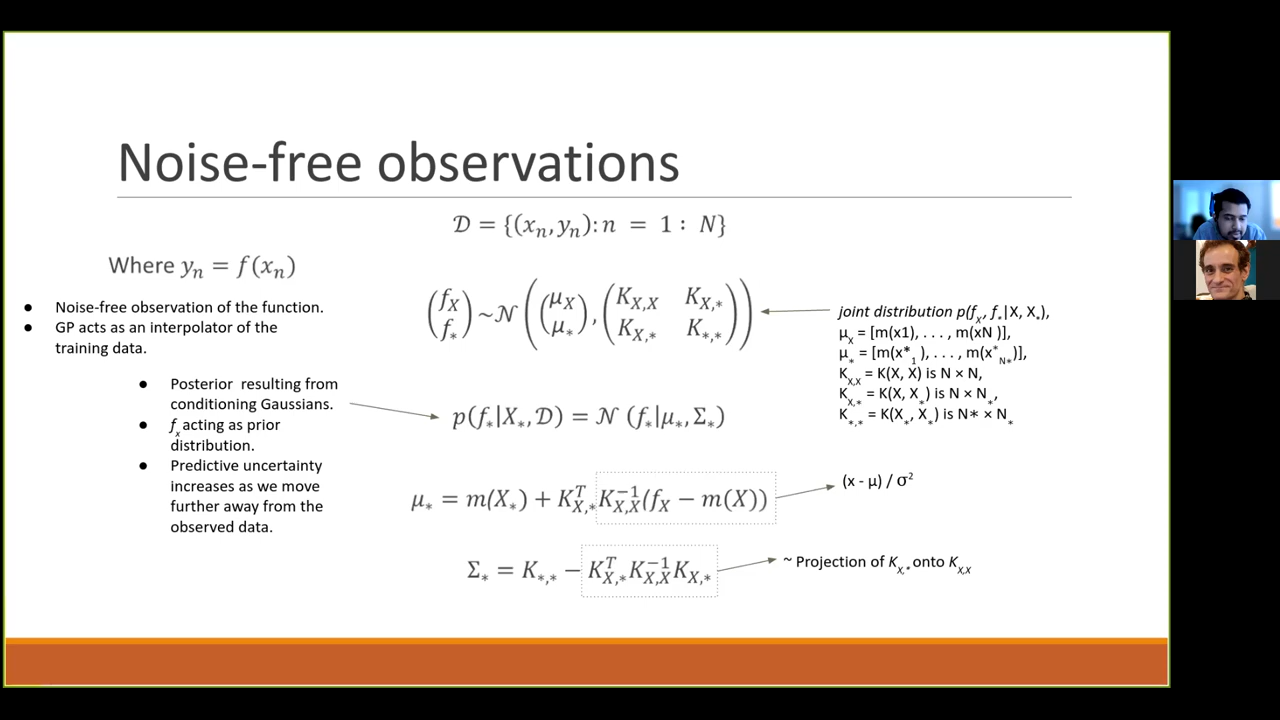 Noise-free observations
𝒟 = {(xₙ, yₙ): n = 1 : N}
Where yₙ = f(xₙ)
● Noise-free observation of the function.
● GP acts as an interpolator of the
training data.
● Posterior resulting from
conditioning Gaussians.
● f_x acting as prior
distribution.
● Predictive uncertainty
increases as we move
further away from the
observed data.
(f_X f_*) ~ 𝒩 ((μ_X μ_*), (K_{X,X} K_{X,*} K_{X,*} K_{*,*}))
p(f_*|X_*, 𝒟) = 𝒩 (f_*|μ_*, Σ_*)
μ_* = m(X_*) + K_{X,*}^T K_{X,X}^{-1}(f_X − m(X))
Σ_* = K_{*,*} − K_{X,*}^T K_{X,X}^{-1} K_{X,*}
joint distribution p(f_x, f_*|X, X_*),
μ_X = [m(x1), . . . , m(xN )],
μ_* = [m(x*_1 ), . . . , m(x*_{N*})],
K_{X,X} = K(X, X) is N × N,
K_{X,*} = K(X, X_*) is N × N_*,
K_{*,*} = K(X_*, X_*) is N* × N_*
(x - μ) / σ²
~ Projection of K_{X,*} onto K_{X,X}